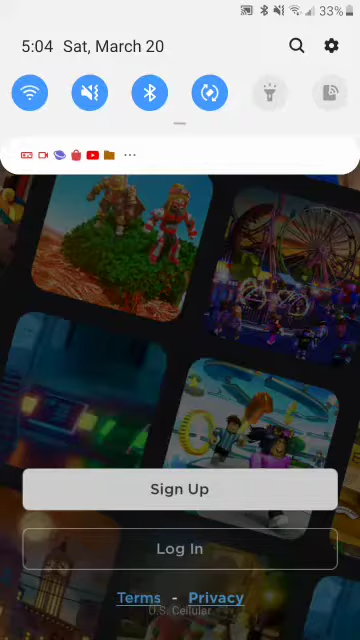 33%
5:04 Sat, March 20
Sign Up
Log In
Terms - Privacy
U.S. Cellular